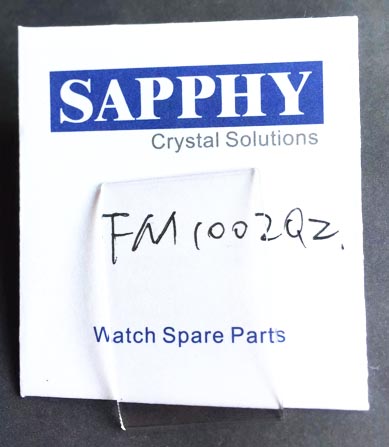 SAPPHY
Crystal Solutions
FM1002QZ.
Watch Spare Parts